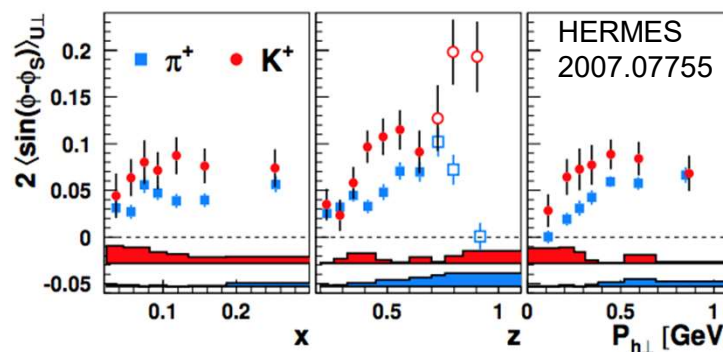 2 ⟨sin(ϕ-ϕS)⟩U⊥
0.2
0.15
0.1
0.05
0
-0.05
π+
K+
HERMES
2007.07755
0.1
0.2
0.5
1
0
0.5
1
x
z
Ph⊥ [GeV